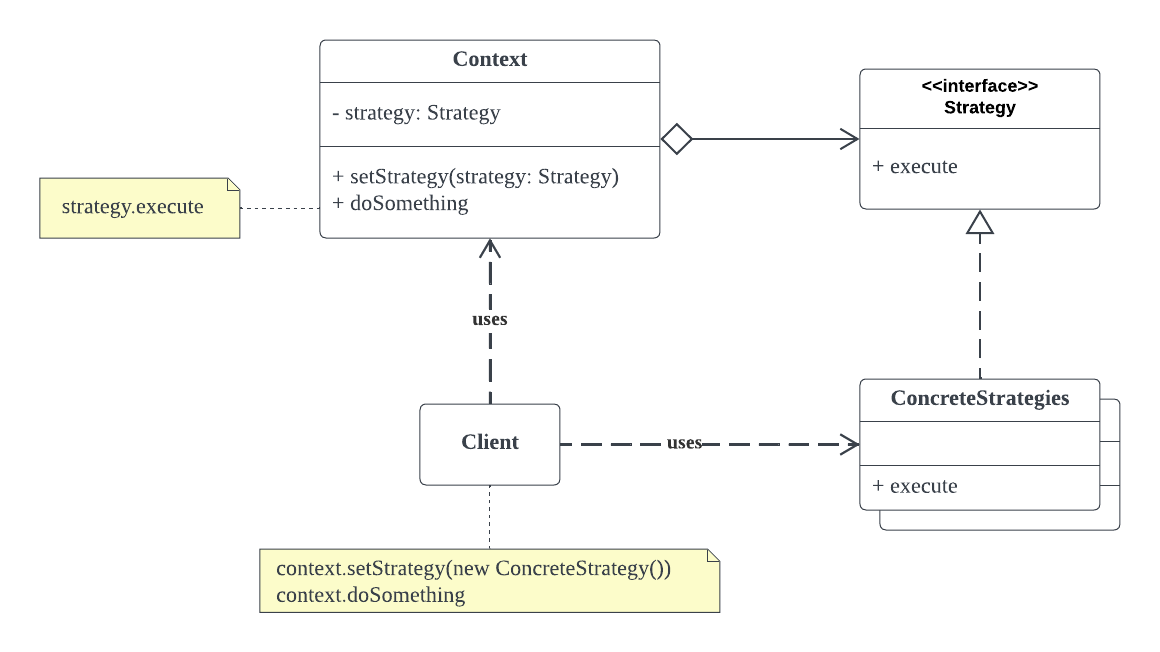 Context
- strategy: Strategy
+ setStrategy(strategy: Strategy)
+ doSomething
<<interface>>
Strategy
+ execute
strategy.execute
uses
Client
uses
ConcreteStrategies
+ execute
context.setStrategy(new ConcreteStrategy())
context.doSomething